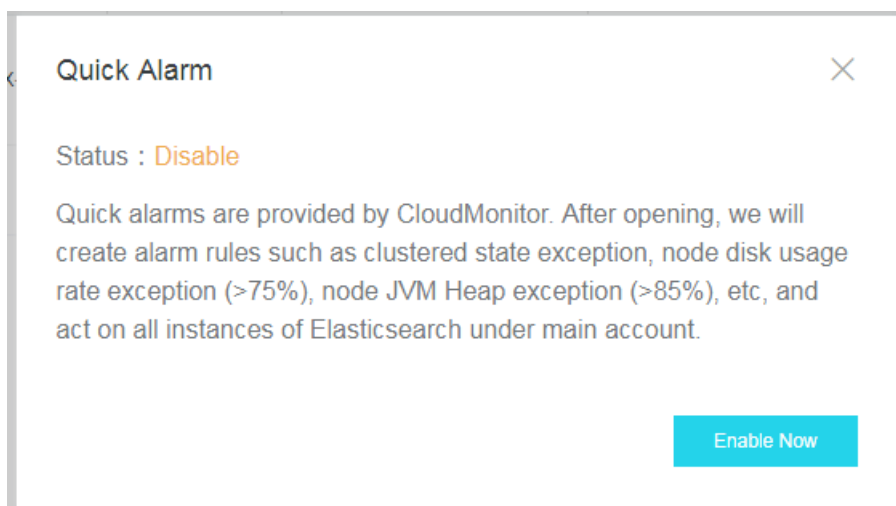 Quick Alarm
Status : Disable
Quick alarms are provided by CloudMonitor. After opening, we will
create alarm rules such as clustered state exception, node disk usage
rate exception (>75%), node JVM Heap exception (>85%), etc, and
act on all instances of Elasticsearch under main account.
Enable Now